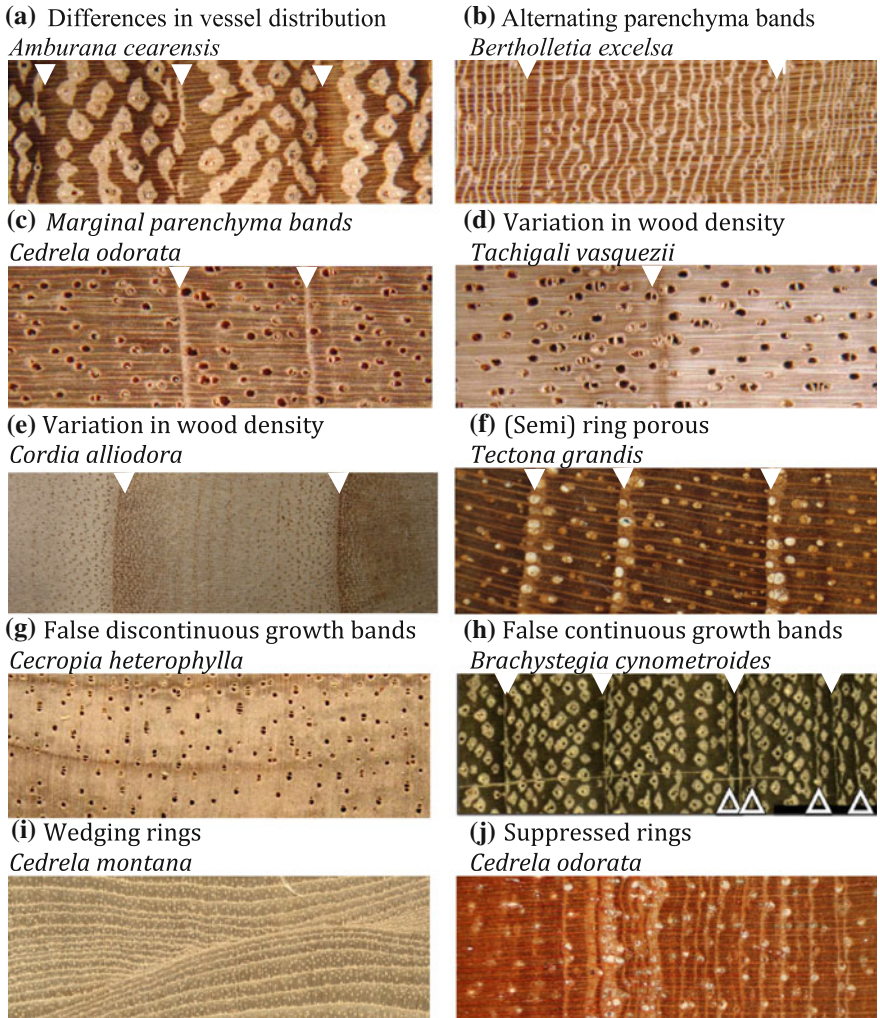 (a) Differences in vessel distribution
Amburana cearensis
(b) Alternating parenchyma bands
Bertholletia excelsa
(c) Marginal parenchyma bands
Cedrela odorata
(d) Variation in wood density
Tachigali vasquezii
(e) Variation in wood density
Cordia alliodora
(f) (Semi) ring porous
Tectona grandis
(g) False discontinuous growth bands
Cecropia heterophylla
(h) False continuous growth bands
Brachystegia cynometroides
(i) Wedging rings
Cedrela montana
(j) Suppressed rings
Cedrela odorata